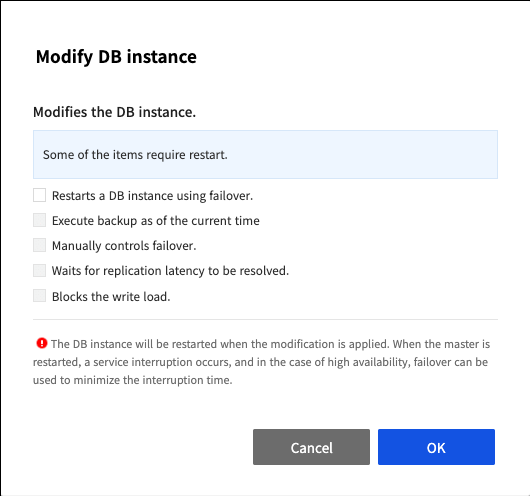 Modify DB instance
Modifies the DB instance.
Some of the items require restart.
Restarts a DB instance using failover.
Execute backup as of the current time
Manually controls failover.
Waits for replication latency to be resolved.
Blocks the write load.
The DB instance will be restarted when the modification is applied. When the master is
restarted, a service interruption occurs, and in the case of high availability, failover can be
used to minimize the interruption time.
Cancel
OK